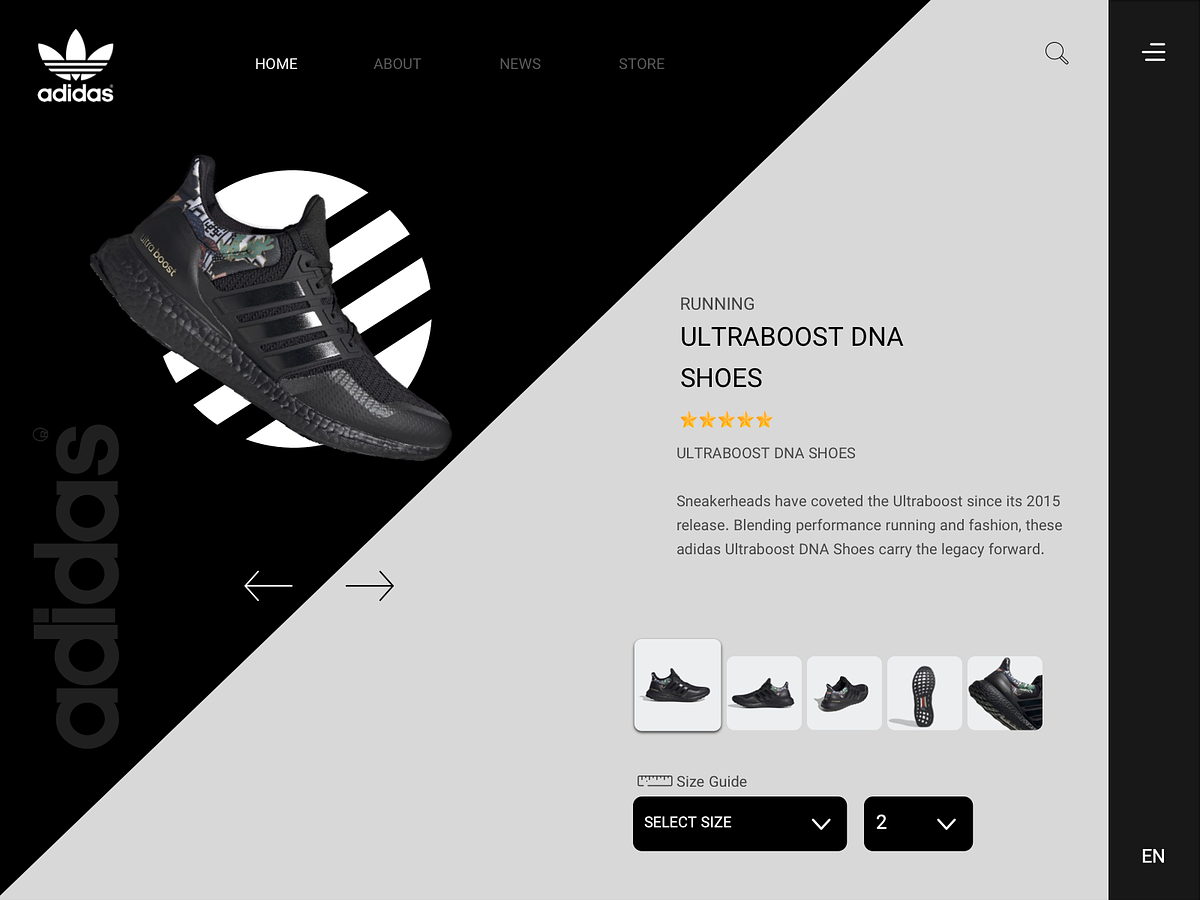 adidas
HOME
ABOUT
NEWS
STORE
ultra boost
adidas
RUNNING
ULTRABOOST DNA
SHOES
ULTRABOOST DNA SHOES
Sneakerheads have coveted the Ultraboost since its 2015
release. Blending performance running and fashion, these
adidas Ultraboost DNA Shoes carry the legacy forward.
Size Guide
SELECT SIZE
2
EN